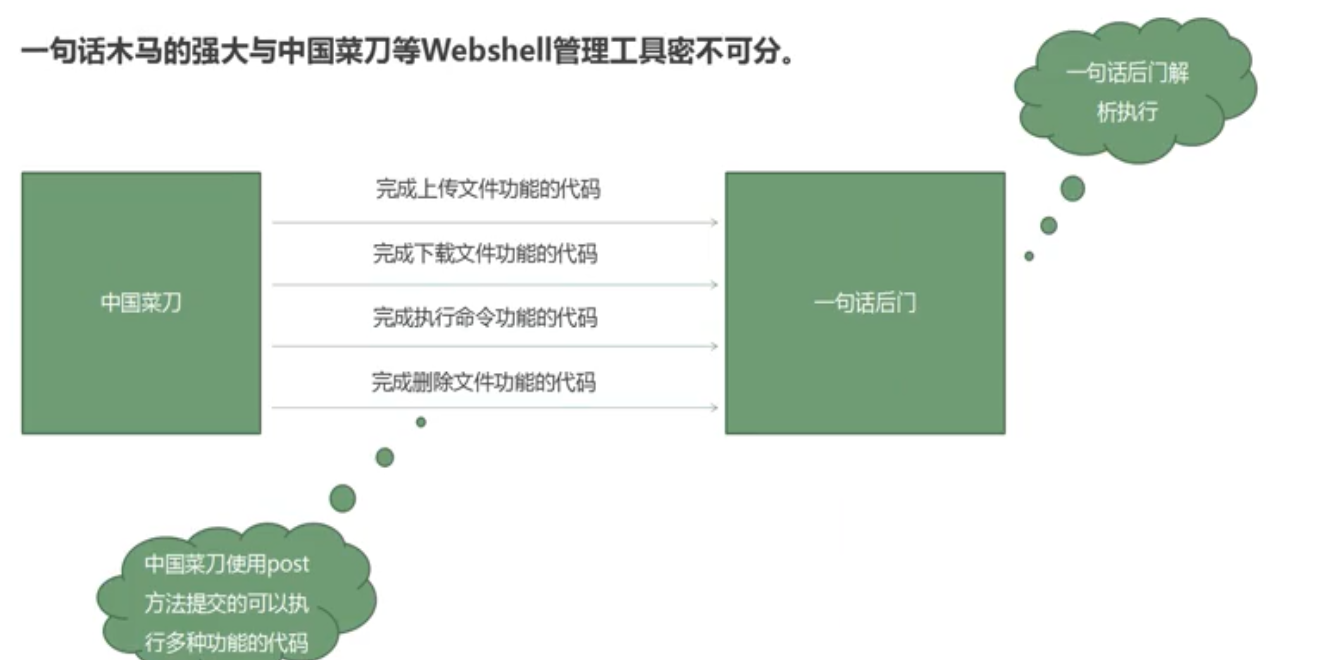 一句话木马的强大与中国菜刀等Webshell管理工具密不可分。
一句话后门解
析执行
完成上传文件功能的代码
完成下载文件功能的代码
中国菜刀
一句话后门
完成执行命令功能的代码
完成删除文件功能的代码
中国菜刀使用post
方法提交的可以执
行多种功能的代码